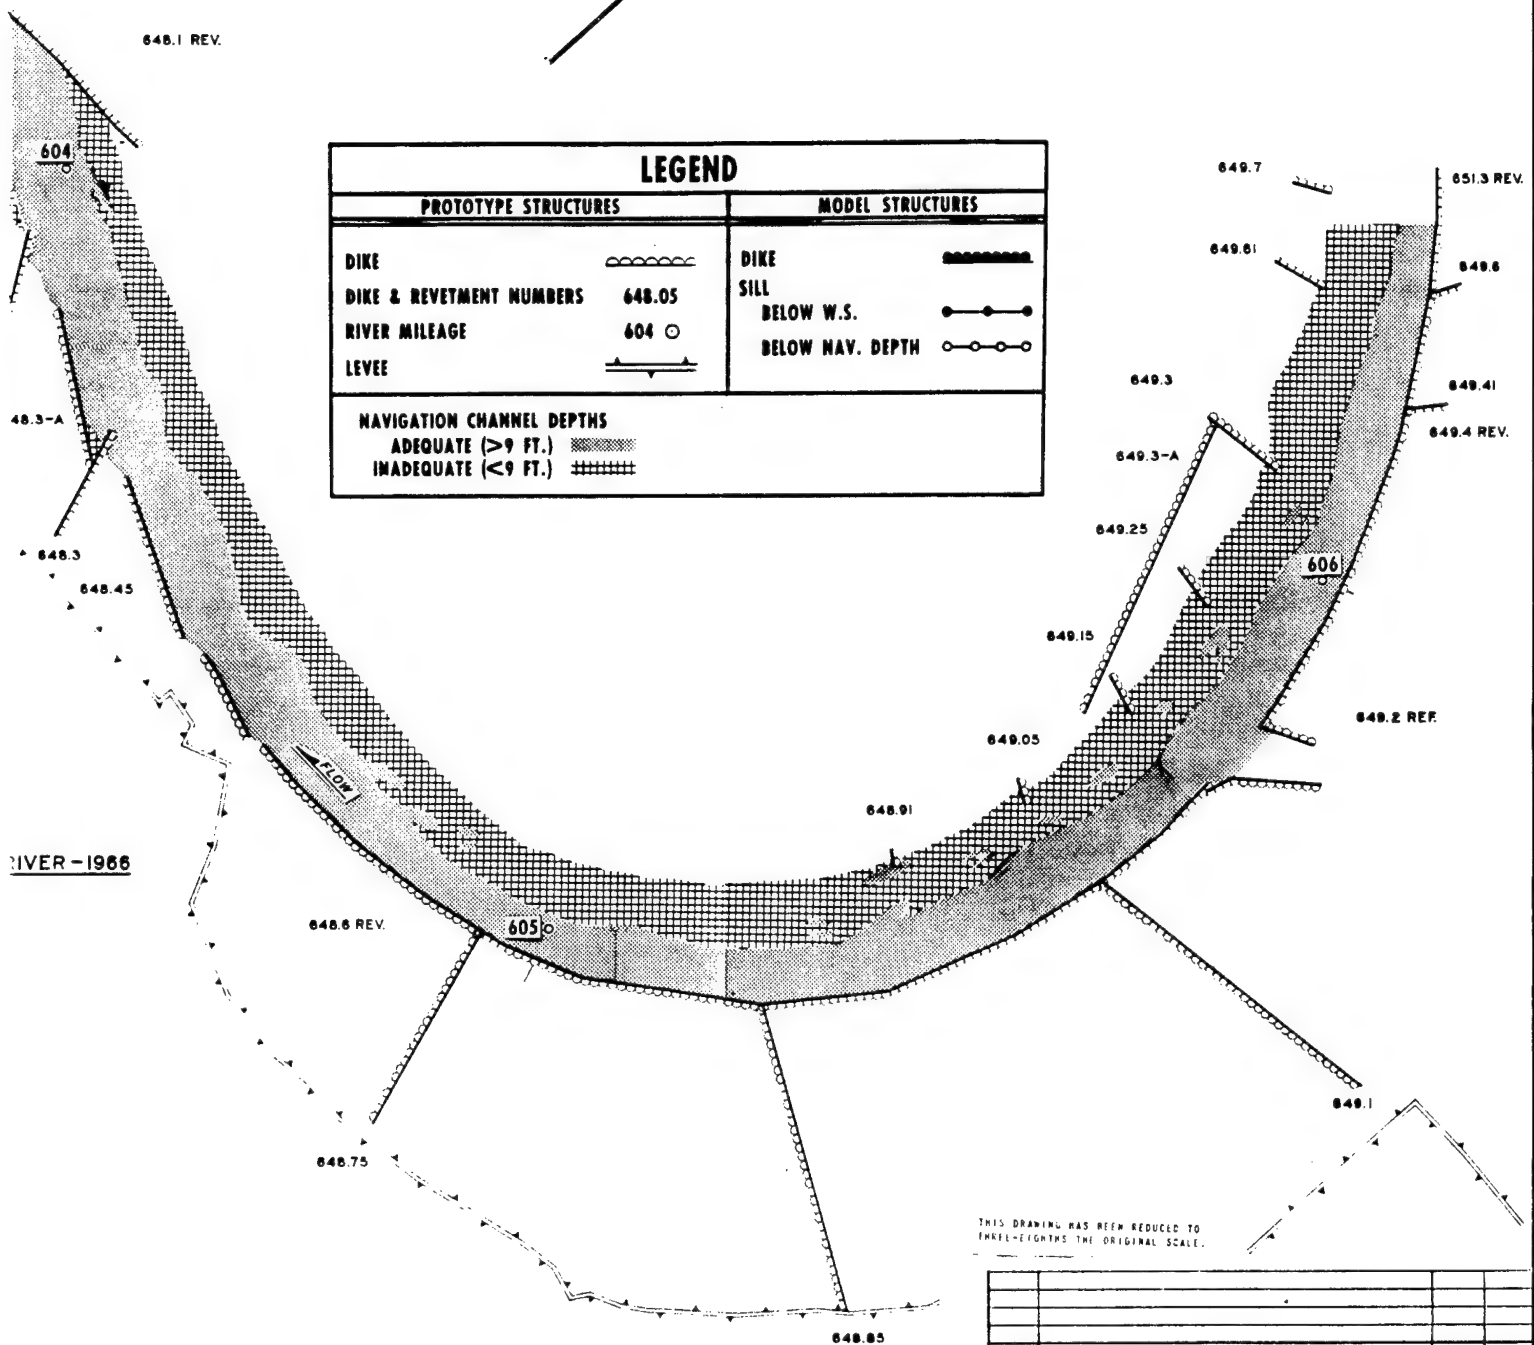 648.1 REV.
604
LEGEND
PROTOTYPE STRUCTURES
MODEL STRUCTURES
DIKE
DIKE & REVETMENT NUMBERS 648.05
RIVER MILEAGE 604
LEVEE
DIKE
SILL
BELOW W.S.
BELOW NAV. DEPTH
NAVIGATION CHANNEL DEPTHS
ADEQUATE (>9 FT.)
INADEQUATE (<9 FT.)
649.7
651.3 REV.
649.61
649.6
649.3
649.41
48.3-A
649.4 REV.
649.3-A
649.25
648.3
606
648.45
649.15
649.2 REF.
649.05
FLOW
648.91
IVER-1966
648.6 REV.
605
649.1
648.75
THIS DRAWING HAS BEEN REDUCED TO
THREE-EIGHTHS THE ORIGINAL SCALE.
648.85